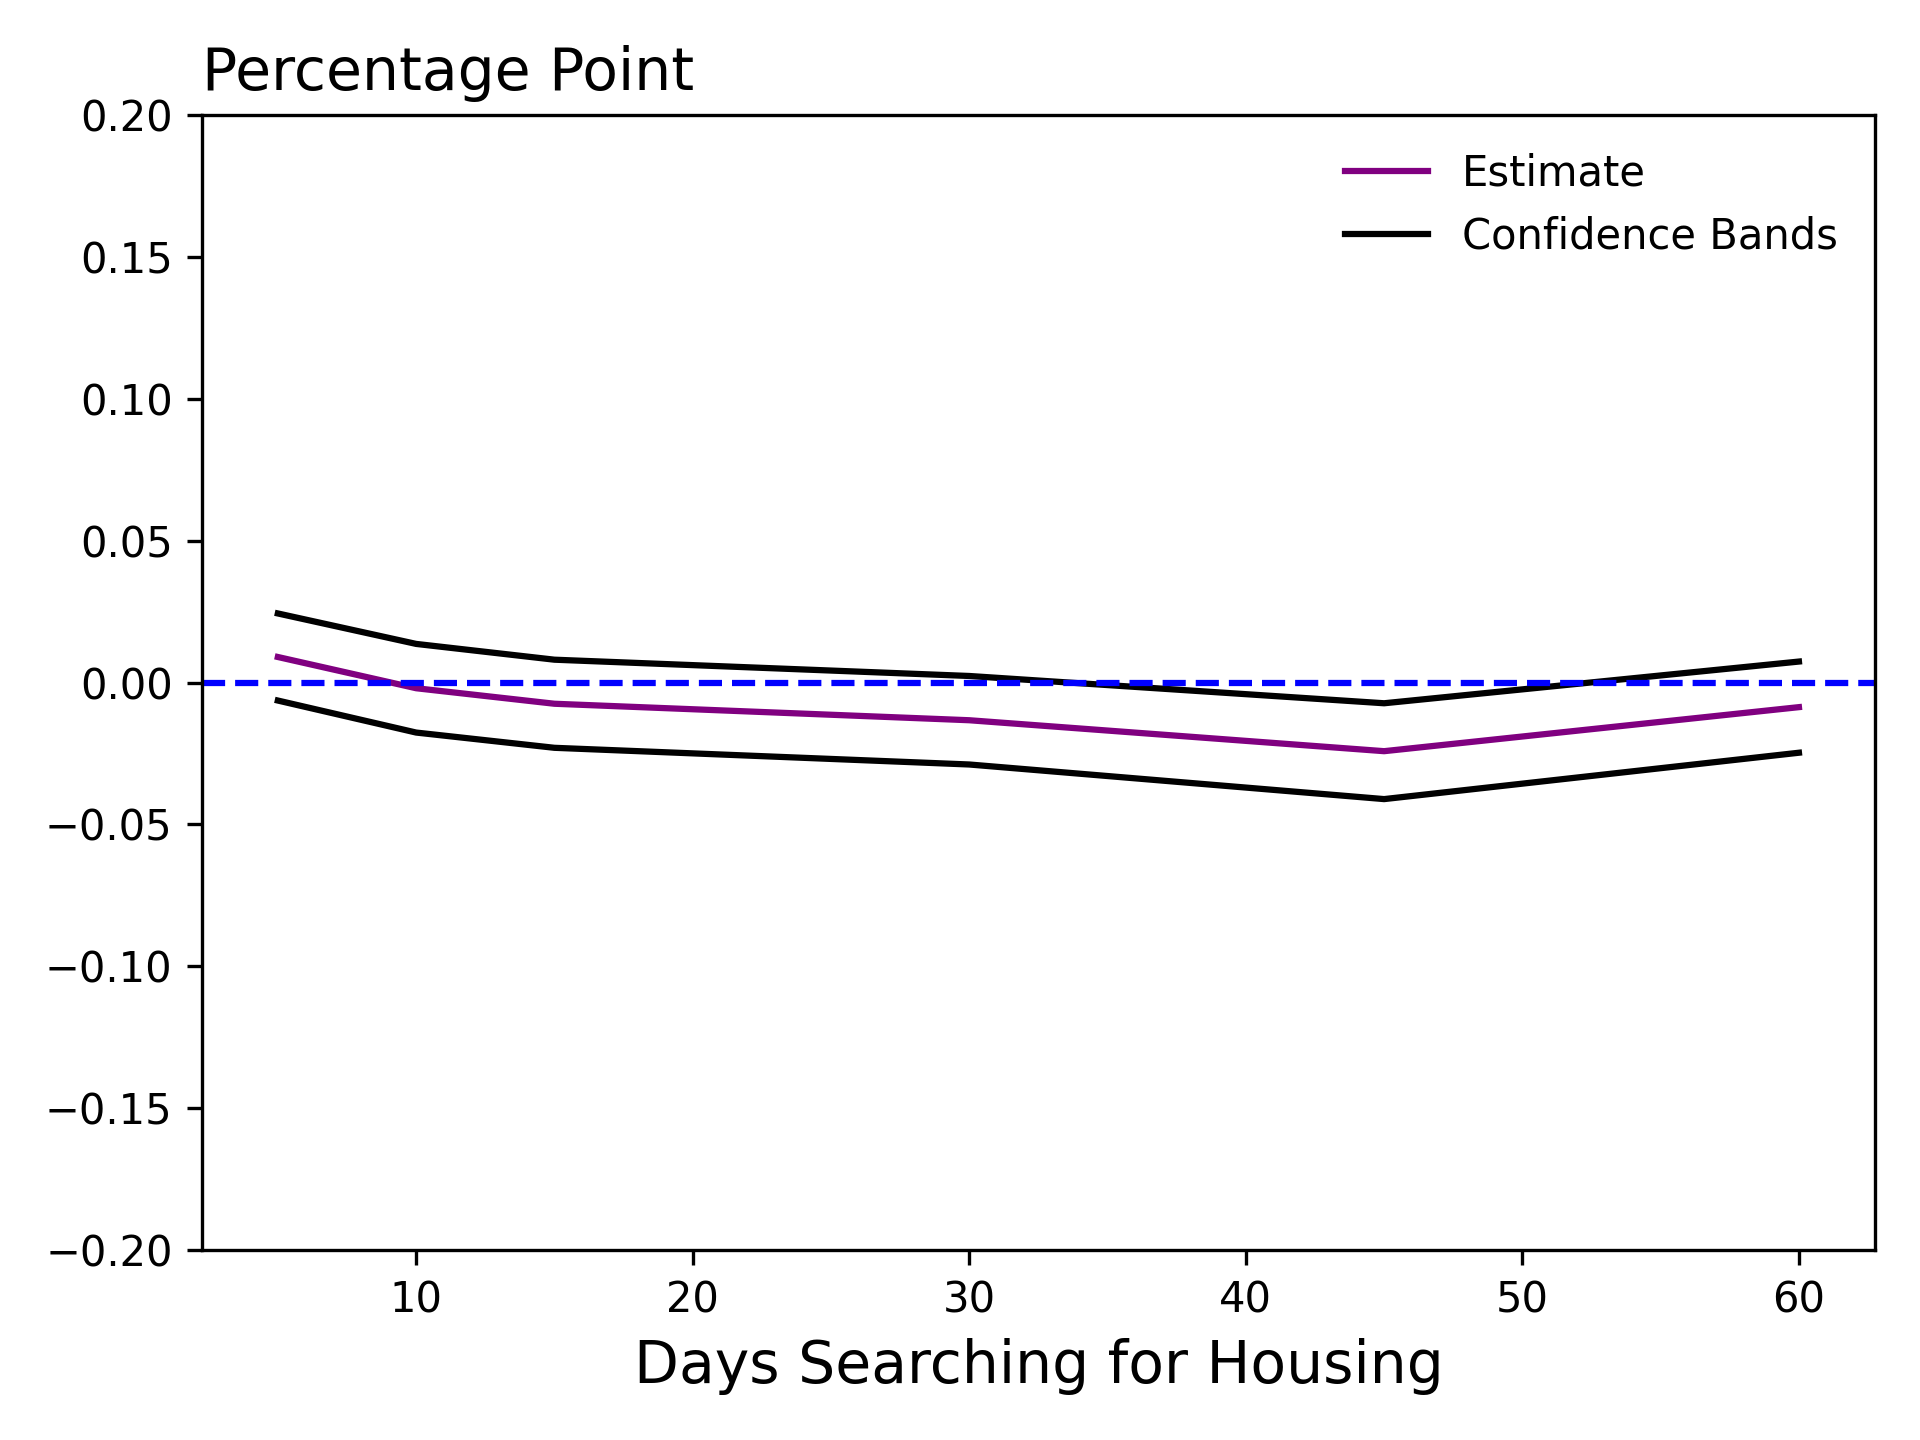 Percentage Point
0.20
0.15
0.10
0.05
0.00
−0.05
−0.10
−0.15
−0.20
Estimate
Confidence Bands
10 20 30 40 50 60
Days Searching for Housing